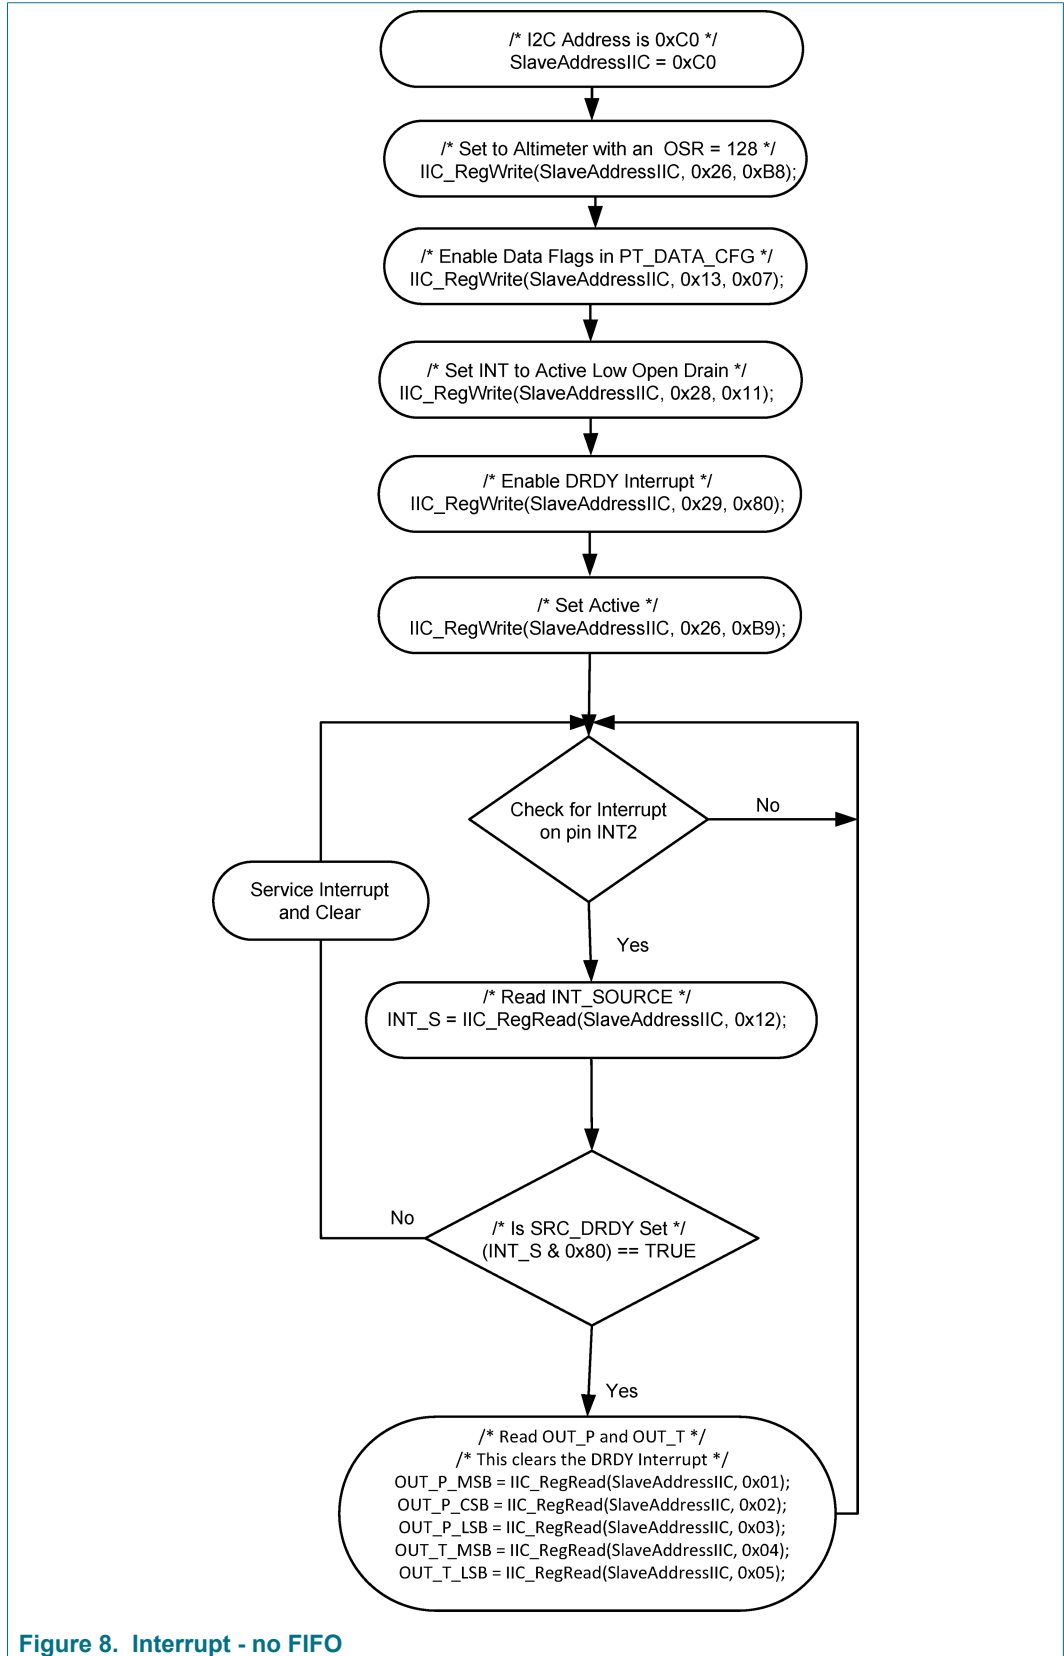 /* I2C Address is 0xC0 */
SlaveAddressIIC = 0xC0
/* Set to Altimeter with an  OSR = 128 */
IIC_RegWrite(SlaveAddressIIC, 0x26, 0xB8);
/* Enable Data Flags in PT_DATA_CFG */
IIC_RegWrite(SlaveAddressIIC, 0x13, 0x07);
/* Set INT to Active Low Open Drain */
IIC_RegWrite(SlaveAddressIIC, 0x28, 0x11);
/* Enable DRDY Interrupt */
IIC_RegWrite(SlaveAddressIIC, 0x29, 0x80);
/* Set Active */
IIC_RegWrite(SlaveAddressIIC, 0x26, 0xB9);
Check for Interrupt
on pin INT2
No
Service Interrupt
and Clear
Yes
/* Read INT_SOURCE */
INT_S = IIC_RegRead(SlaveAddressIIC, 0x12);
No
/* Is SRC_DRDY Set */
(INT_S & 0x80) == TRUE
Yes
/* Read OUT_P and OUT_T */
/* This clears the DRDY Interrupt */
OUT_P_MSB = IIC_RegRead(SlaveAddressIIC, 0x01);
OUT_P_CSB = IIC_RegRead(SlaveAddressIIC, 0x02);
OUT_P_LSB = IIC_RegRead(SlaveAddressIIC, 0x03);
OUT_T_MSB = IIC_RegRead(SlaveAddressIIC, 0x04);
OUT_T_LSB = IIC_RegRead(SlaveAddressIIC, 0x05);
Figure 8.  Interrupt - no FIFO